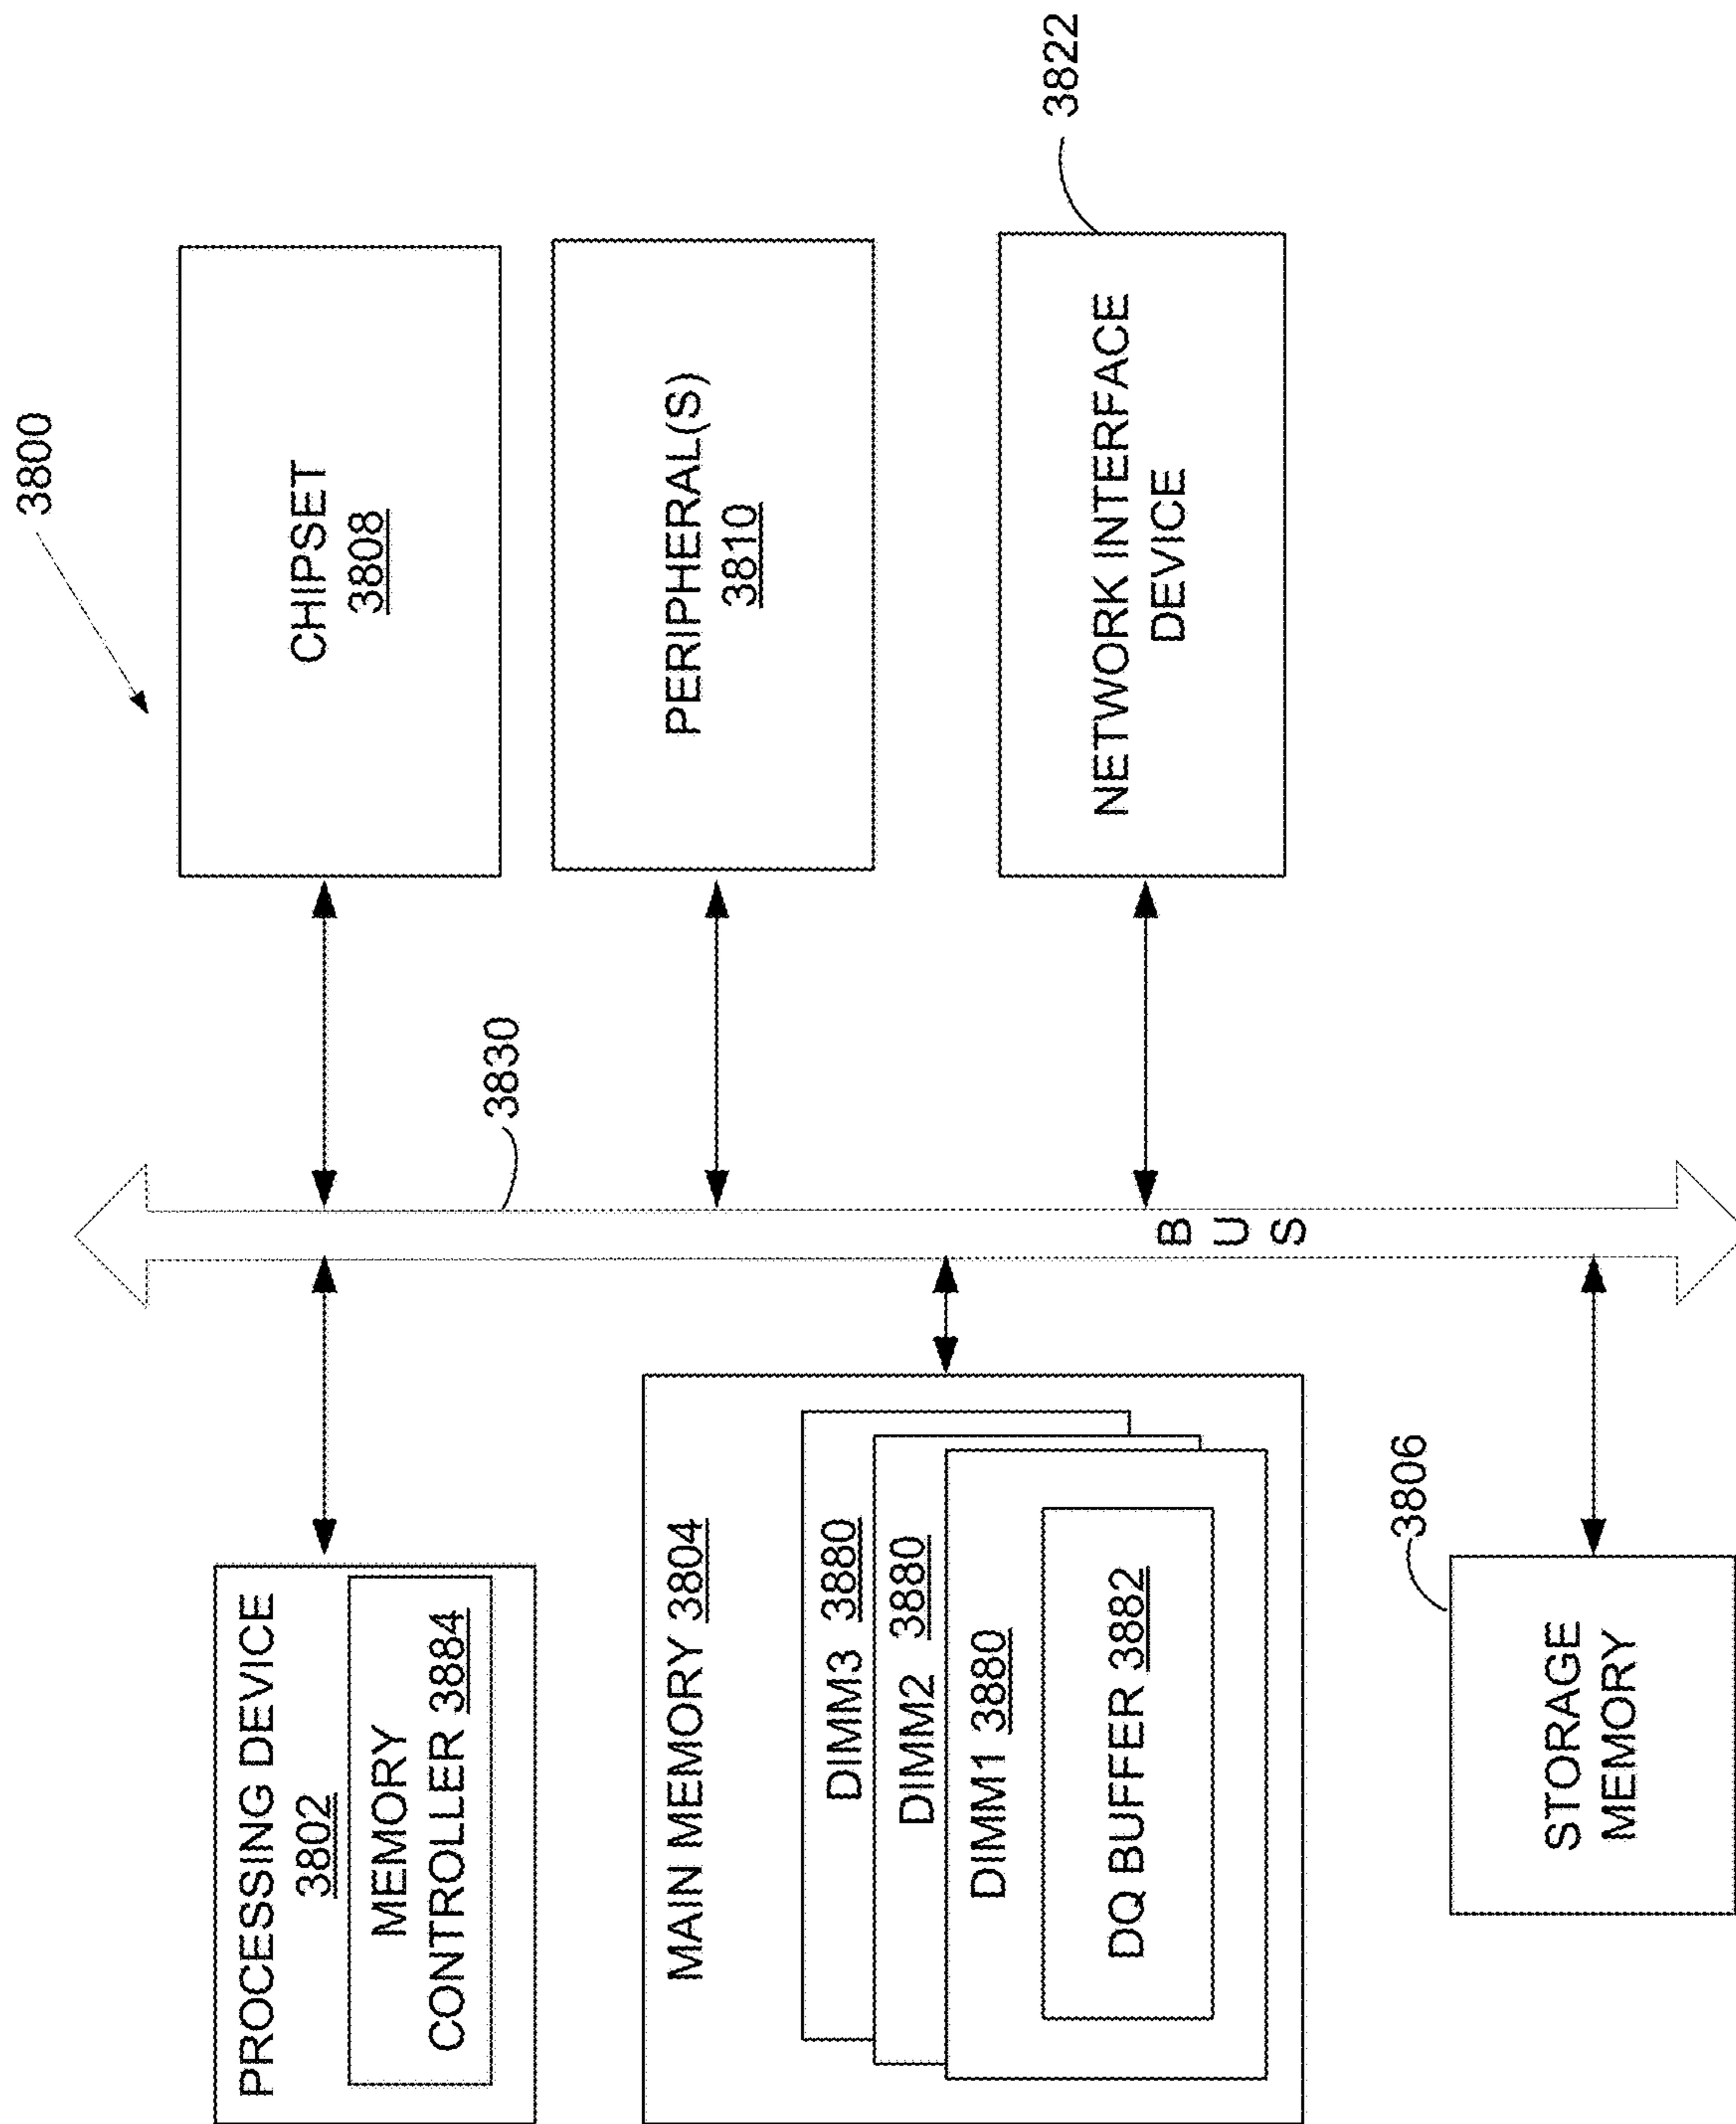 3800
PROCESSING DEVICE
3802
MEMORY
CONTROLLER 3884
CHIPSET
3808
3830
MAIN MEMORY 3804
DIMM3 3880
DIMM2 3880
DIMM1 3880
DQ BUFFER 3882
PERIPHERAL(S)
3810
B
U
S
NETWORK INTERFACE
DEVICE
3822
3806
STORAGE
MEMORY